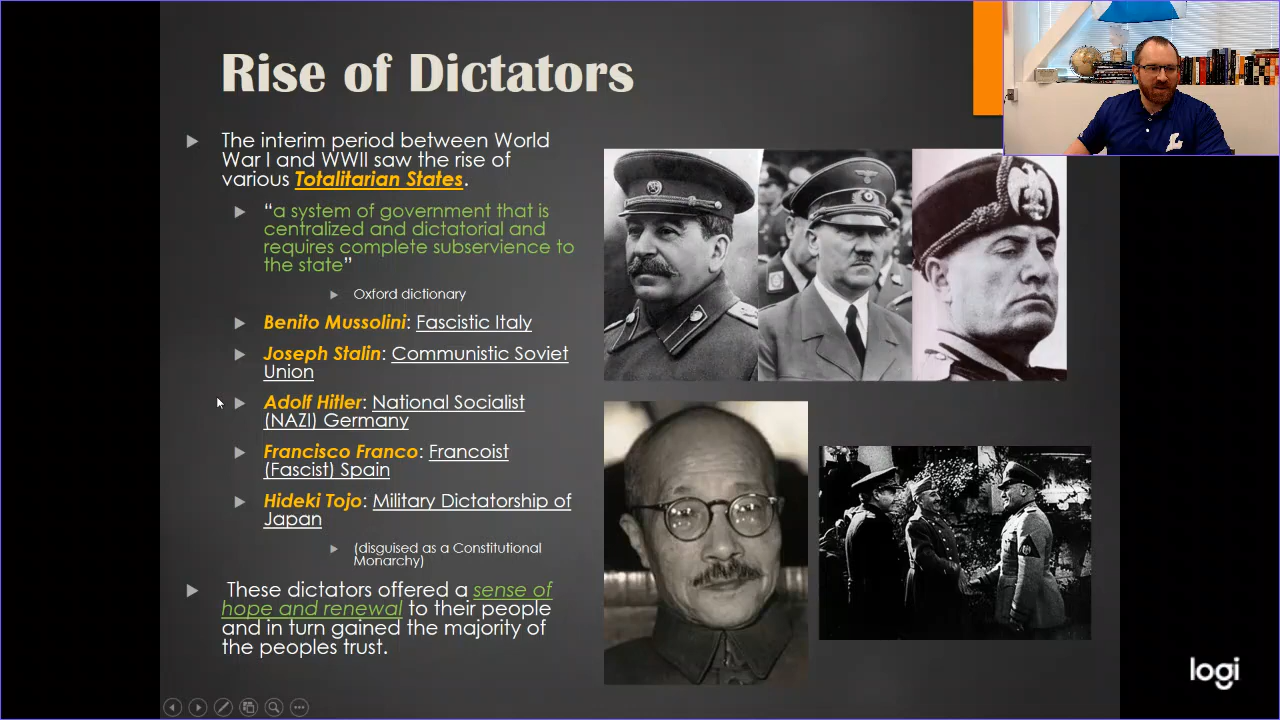 Rise of Dictators
The interim period between World
War I and WWII saw the rise of
various Totalitarian States.
“a system of government that is
centralized and dictatorial and
requires complete subservience to
the state”
Oxford dictionary
Benito Mussolini: Fascistic Italy
Joseph Stalin: Communistic Soviet
Union
Adolf Hitler: National Socialist
(NAZI) Germany
Francisco Franco: Francoist
(Fascist) Spain
Hideki Tojo: Military Dictatorship of
Japan
(disguised as a Constitutional
Monarchy)
These dictators offered a sense of
hope and renewal to their people
and in turn gained the majority of
the peoples trust.
logi